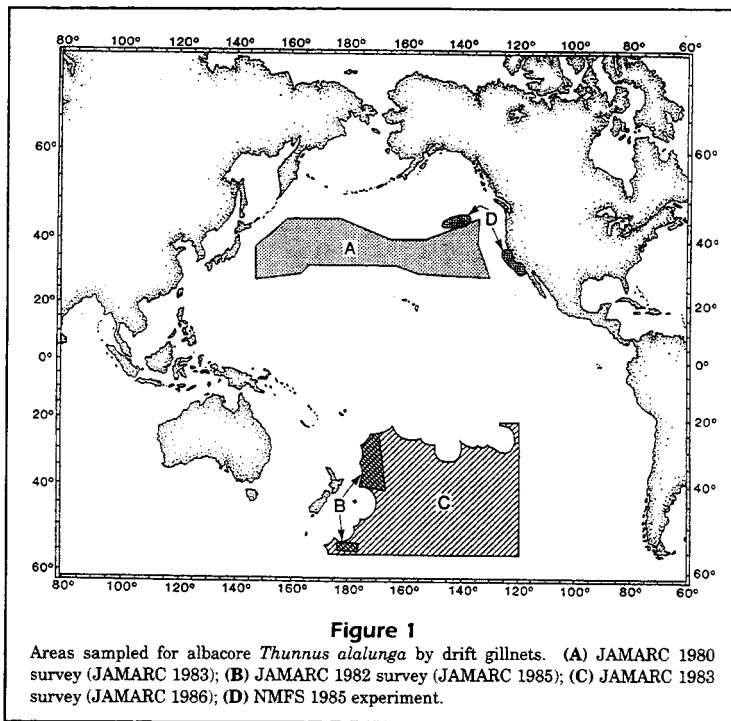 80° 100° 120° 140° 160° 180° 160° 140° 120° 100° 80° 60°
60° 60°
D
40° A 40°
20° 20°
0° 0°
20° 20°
40° B C 40°
60° 60°
80° 100° 120° 140° 160° 180° 160° 140° 120° 100° 80° 60°
Figure 1
Areas sampled for albacore Thunnus alalunga by drift gillnets. (A) JAMARC 1980
survey (JAMARC 1983); (B) JAMARC 1982 survey (JAMARC 1985); (C) JAMARC 1983
survey (JAMARC 1986); (D) NMFS 1985 experiment.